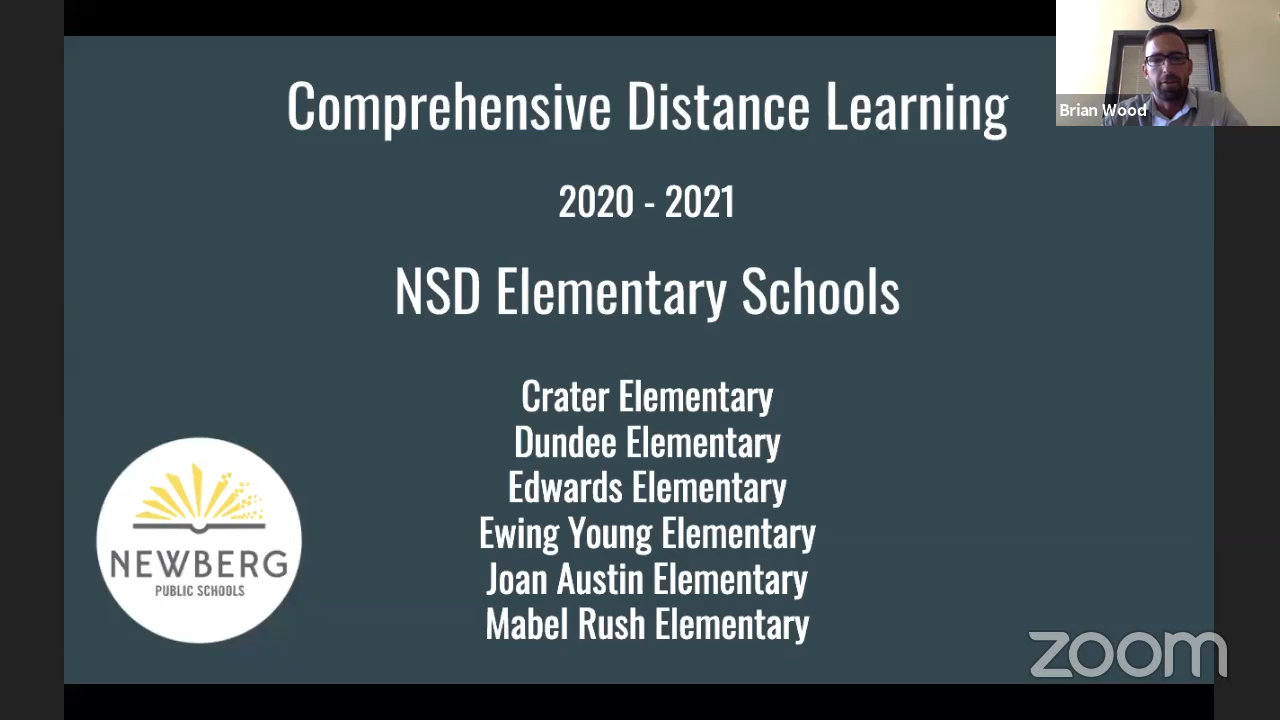 Comprehensive Distance Learning
Brian Wood
2020 - 2021
NSD Elementary Schools
Crater Elementary
Dundee Elementary
Edwards Elementary
Ewing Young Elementary
Joan Austin Elementary
Mabel Rush Elementary
NEWBERG
PUBLIC SCHOOLS
zoom